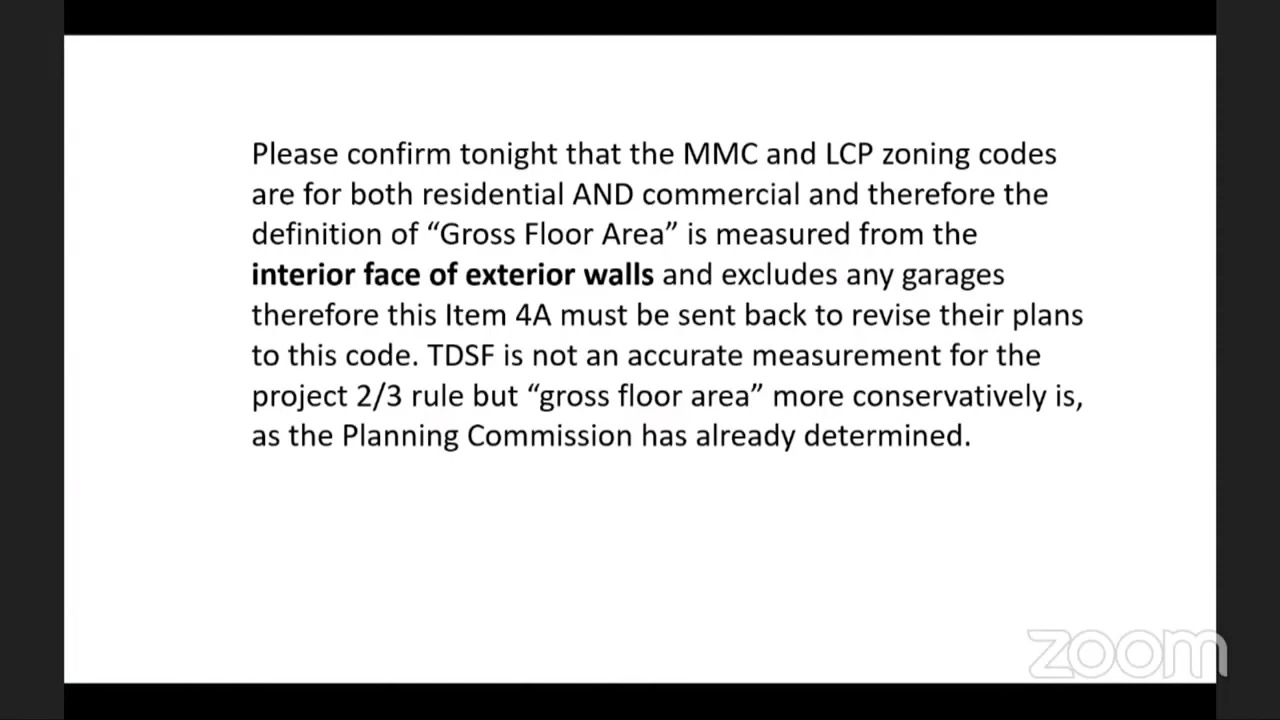 Please confirm tonight that the MMC and LCP zoning codes
are for both residential AND commercial and therefore the
definition of “Gross Floor Area” is measured from the
interior face of exterior walls and excludes any garages
therefore this Item 4A must be sent back to revise their plans
to this code. TDSF is not an accurate measurement for the
project 2/3 rule but “gross floor area” more conservatively is,
as the Planning Commission has already determined.
zoom